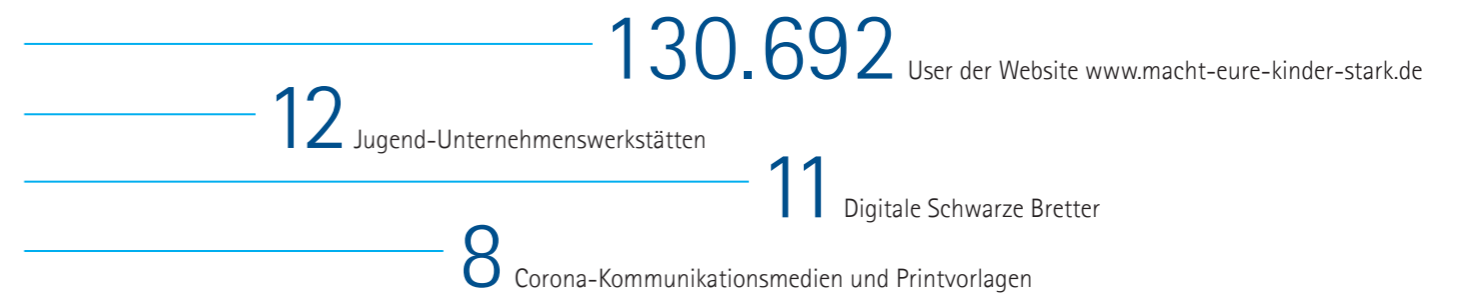 130.692 User der Website www.macht-eure-kinder-stark.de
12 Jugend-Unternehmenswerkstätten
11 Digitale Schwarze Bretter
8 Corona-Kommunikationsmedien und Printvorlagen